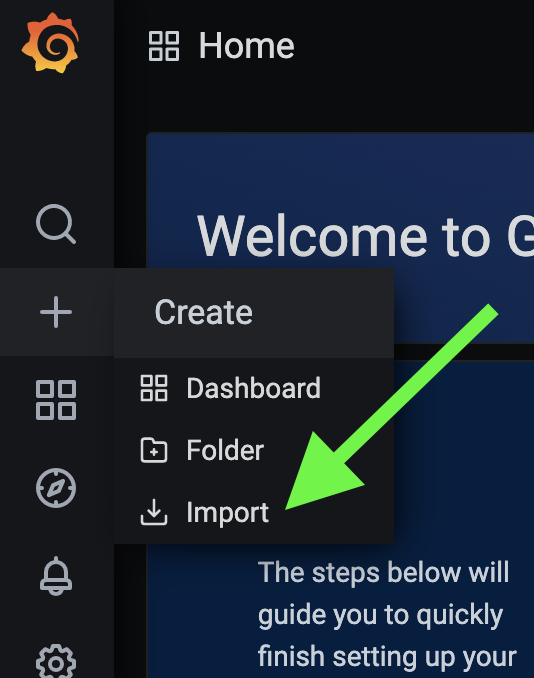 Home
Welcome to G
Create
Dashboard
Folder
Import
The steps below will
guide you to quickly
finish setting up your